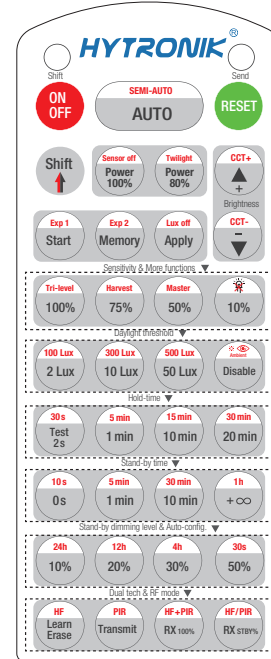 HYTRONIK®
Shift Send
ON
OFF
SEMI-AUTO
AUTO
RESET
Shift
Sensor off
Power
100%
Twilight
Power
80%
CCT+
+
Brightness
Exp 1
Start
Exp 2
Memory
Lux off
Apply
CCT-
-
Sensitivity & More functions ▼
Tri-level Harvest Master
100% 75% 50% 10%
Daylight threshold ▼
100 Lux 300 Lux 500 Lux Ambient
2 Lux 10 Lux 50 Lux Disable
Hold-time ▼
30s 5 min 15 min 30 min
Test
2s
1 min 10 min 20 min
Stand-by time ▼
10s 5 min 30 min 1h
0s 1 min 10 min +∞
Stand-by dimming level & Auto-config. ▼
24h 12h 4h 30s
10% 20% 30% 50%
Dual tech & RF mode ▼
HF PIR HF+PIR HF/PIR
Learn
Erase
Transmit RX 100% RX STBY%